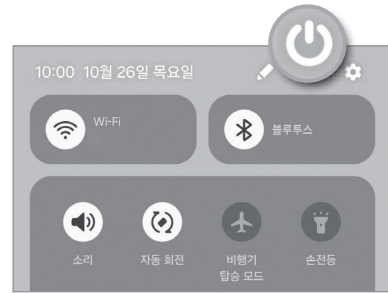 10:00 10월 26일 목요일
Wi-Fi
블루투스
소리
자동 회전
비행기
탑승 모드
손전등